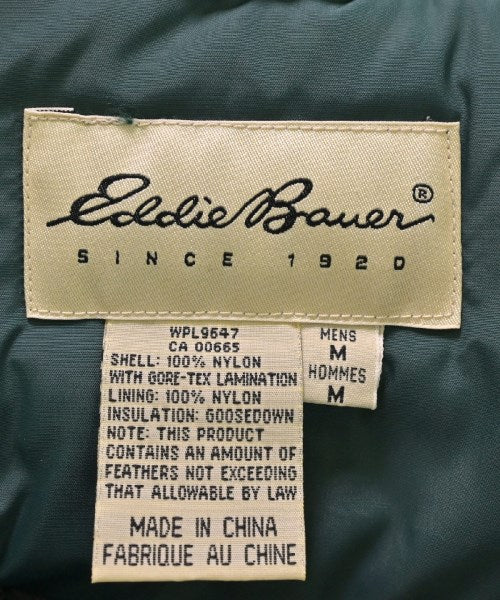 Eddie Bauer®
SINCE 1920
WPL9647
CA 00665
SHELL: 100% NYLON
WITH GORE-TEX LAMINATION
LINING: 100% NYLON
INSULATION: GOOSEDOWN
NOTE: THIS PRODUCT
CONTAINS AN AMOUNT OF
FEATHERS NOT EXCEEDING
THAT ALLOWABLE BY LAW
MADE IN CHINA
FABRIQUE AU CHINE
MENS
M
HOMMES
M